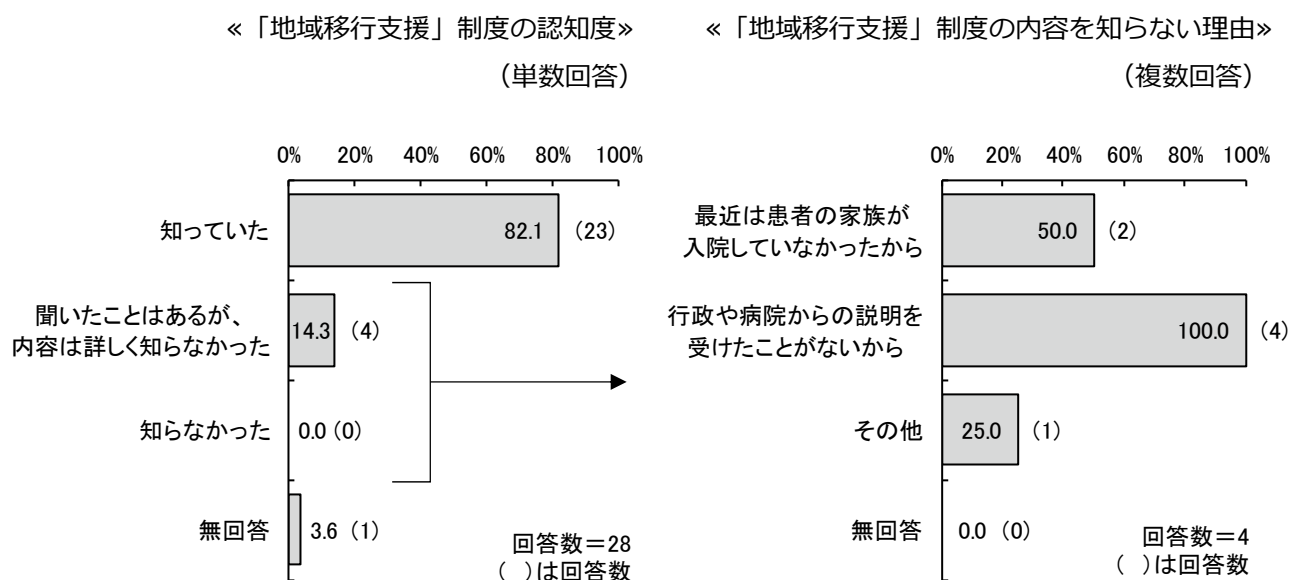 ≪「地域移行支援」制度の認知度≫
（単数回答）
0% 20% 40% 60% 80% 100%
知っていた
82.1 (23)
聞いたことはあるが、
内容は詳しく知らなかった
14.3 (4)
知らなかった
0.0 (0)
無回答
3.6 (1)
回答数＝28
( )は回答数
≪「地域移行支援」制度の内容を知らない理由≫
（複数回答）
0% 20% 40% 60% 80% 100%
最近は患者の家族が
入院していなかったから
50.0 (2)
行政や病院からの説明を
受けたことがないから
100.0 (4)
その他
25.0 (1)
無回答
0.0 (0)
回答数＝4
( )は回答数